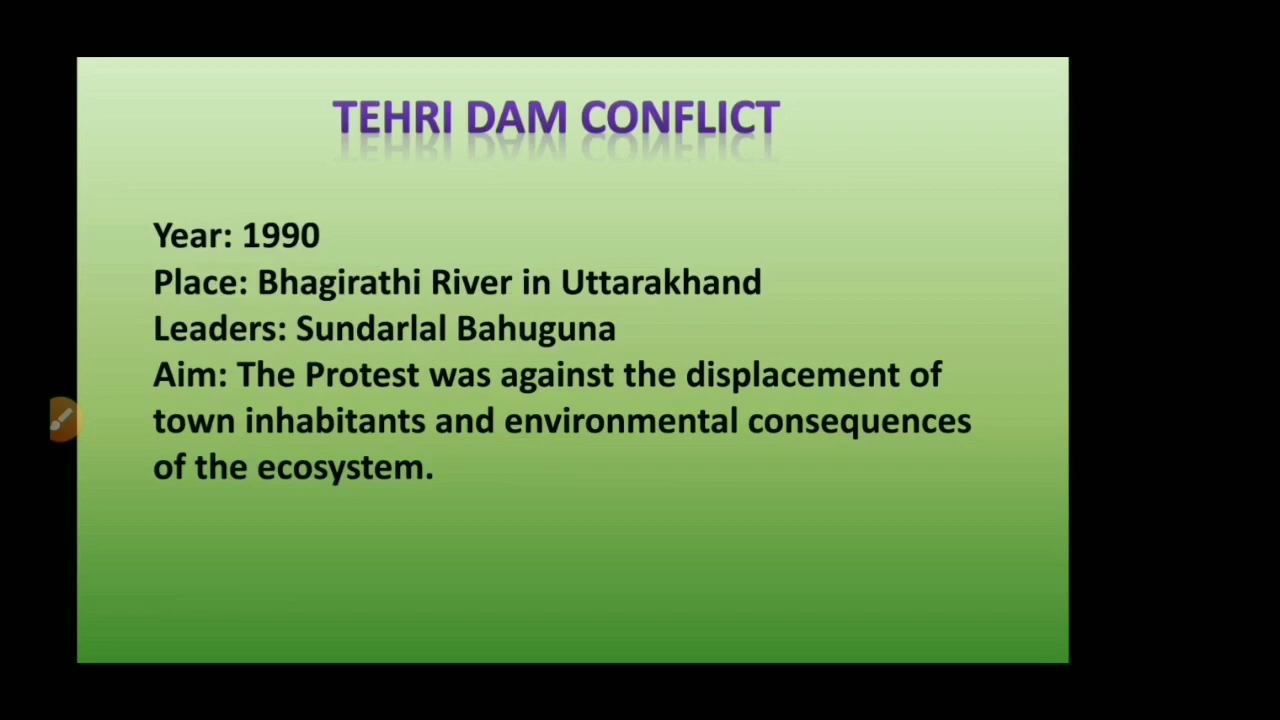 TEHRI DAM CONFLICT
Year: 1990
Place: Bhagirathi River in Uttarakhand
Leaders: Sundarlal Bahuguna
Aim: The Protest was against the displacement of
town inhabitants and environmental consequences
of the ecosystem.